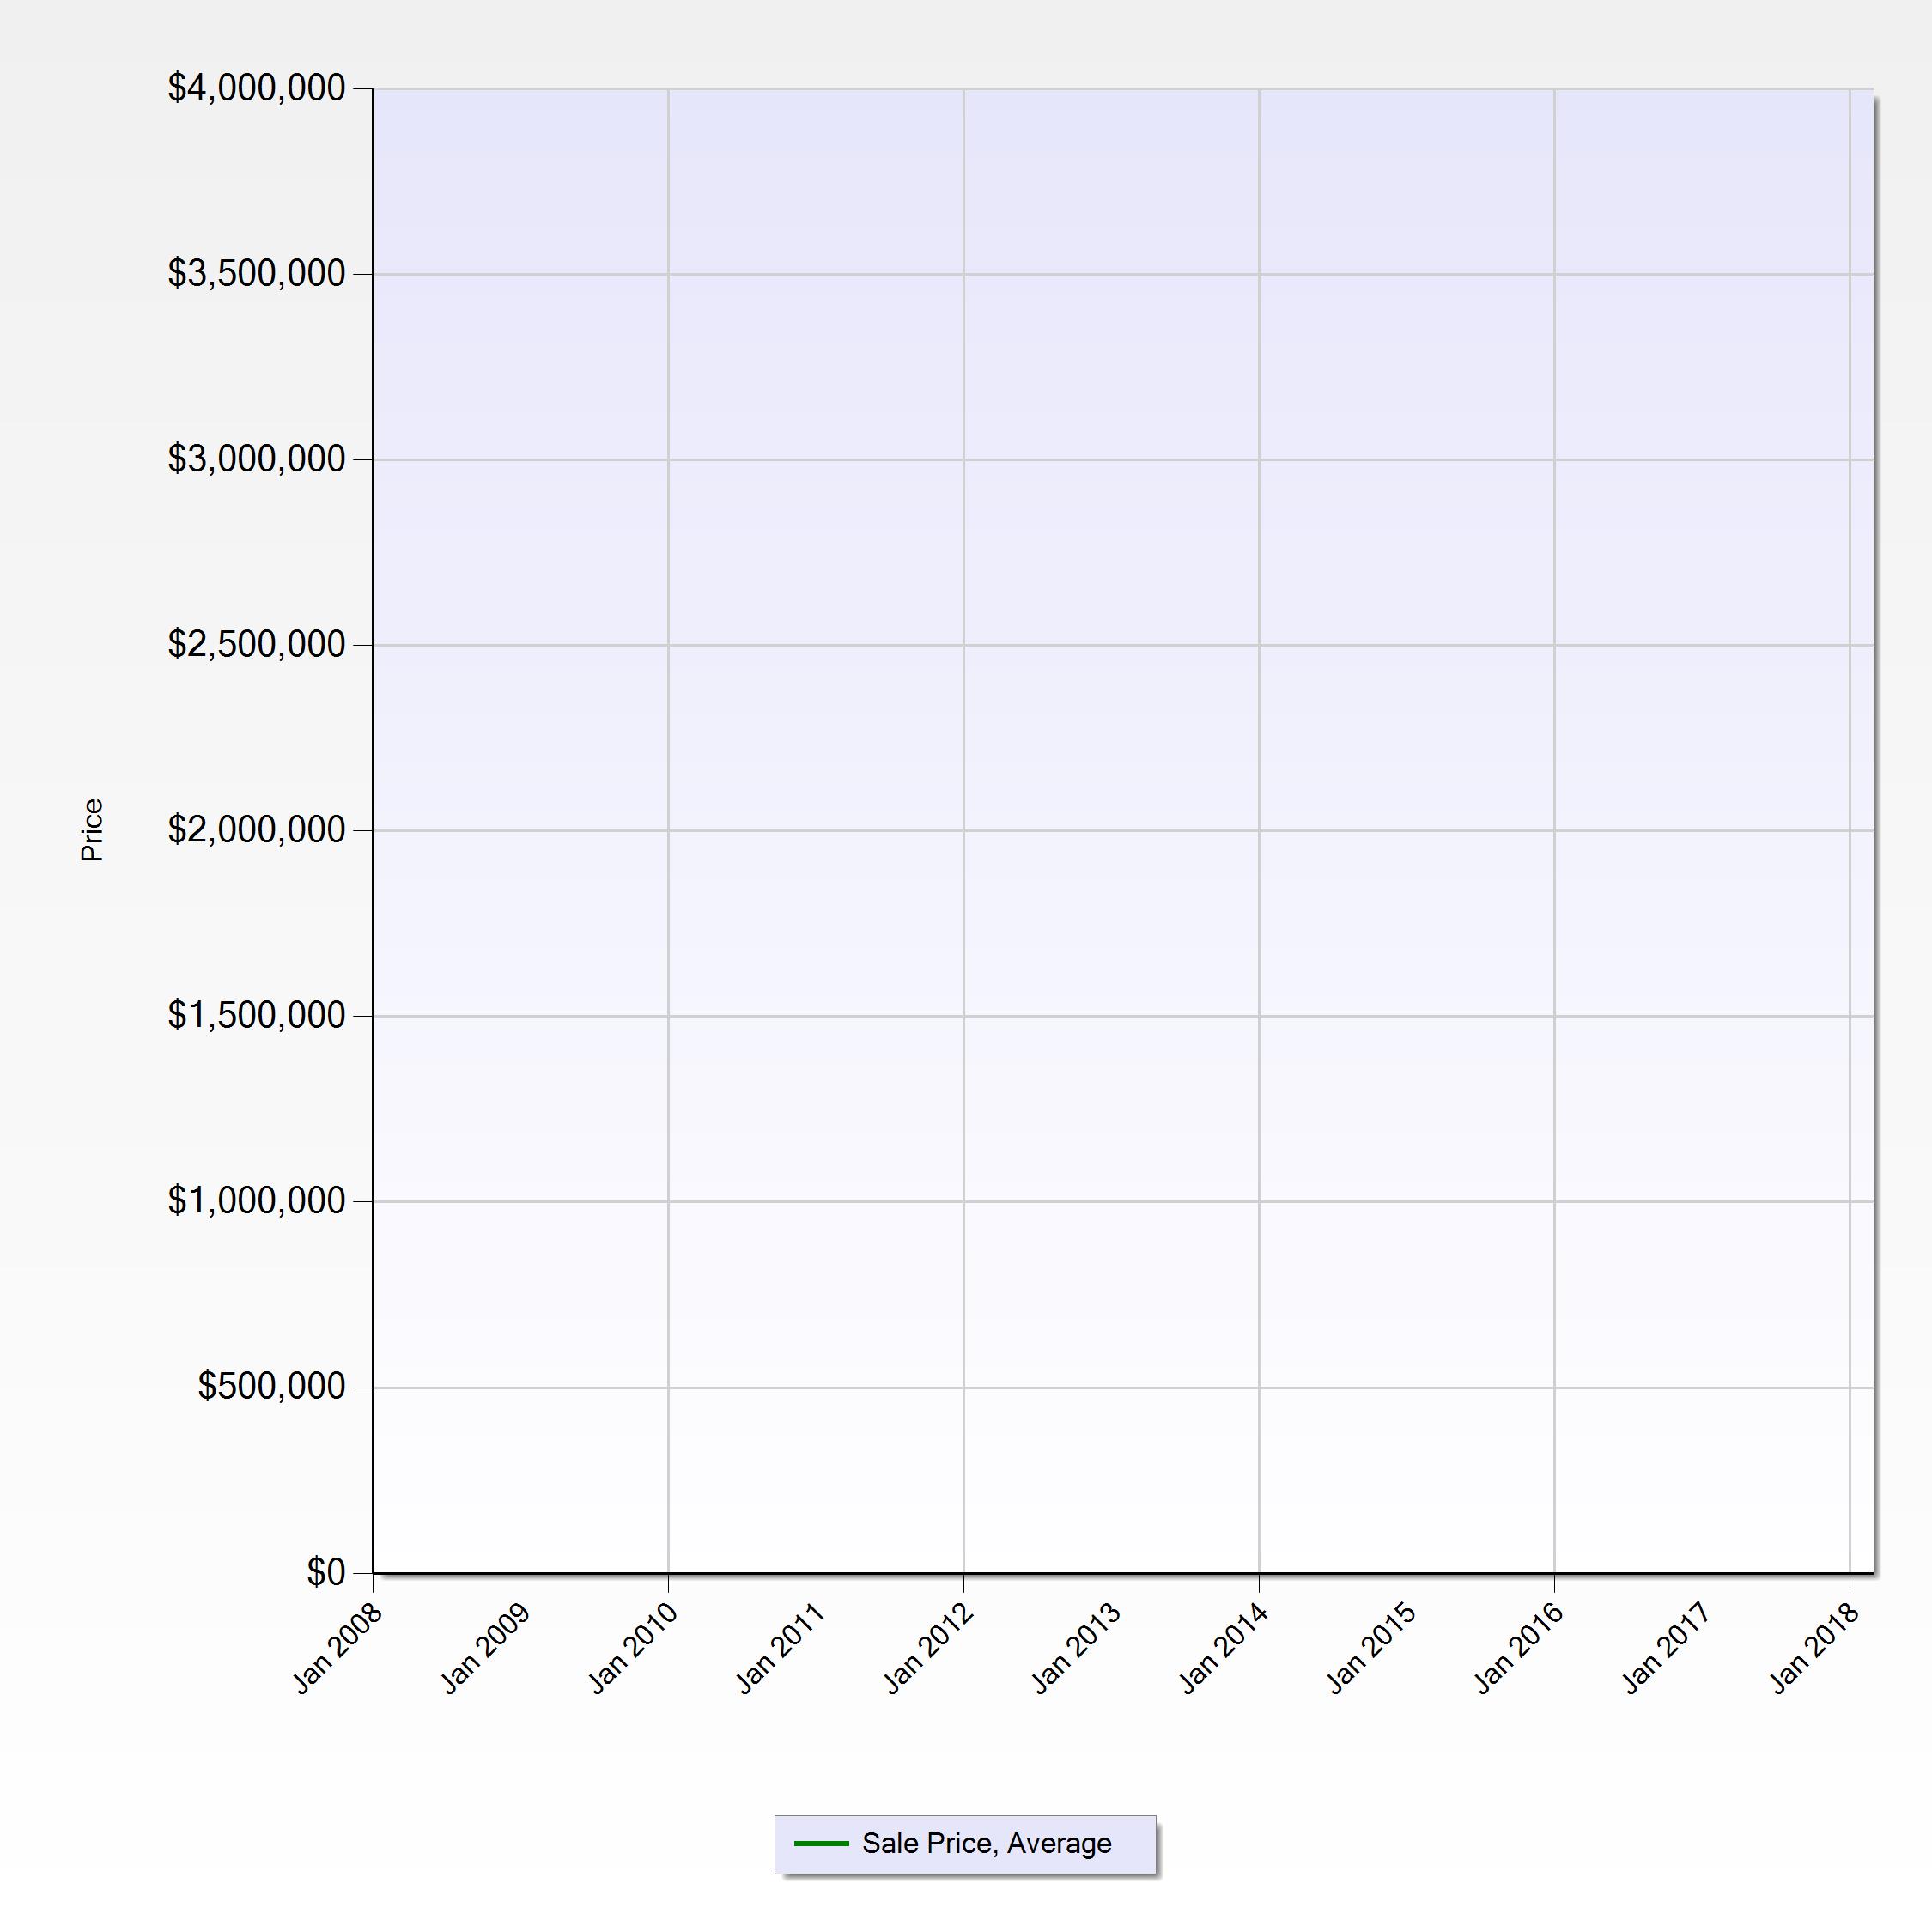 $4,000,000
$3,500,000
$3,000,000
$2,500,000
$2,000,000
$1,500,000
$1,000,000
$500,000
$0
Price
Jan 2008
Jan 2009
Jan 2010
Jan 2011
Jan 2012
Jan 2013
Jan 2014
Jan 2015
Jan 2016
Jan 2017
Jan 2018
Sale Price, Average